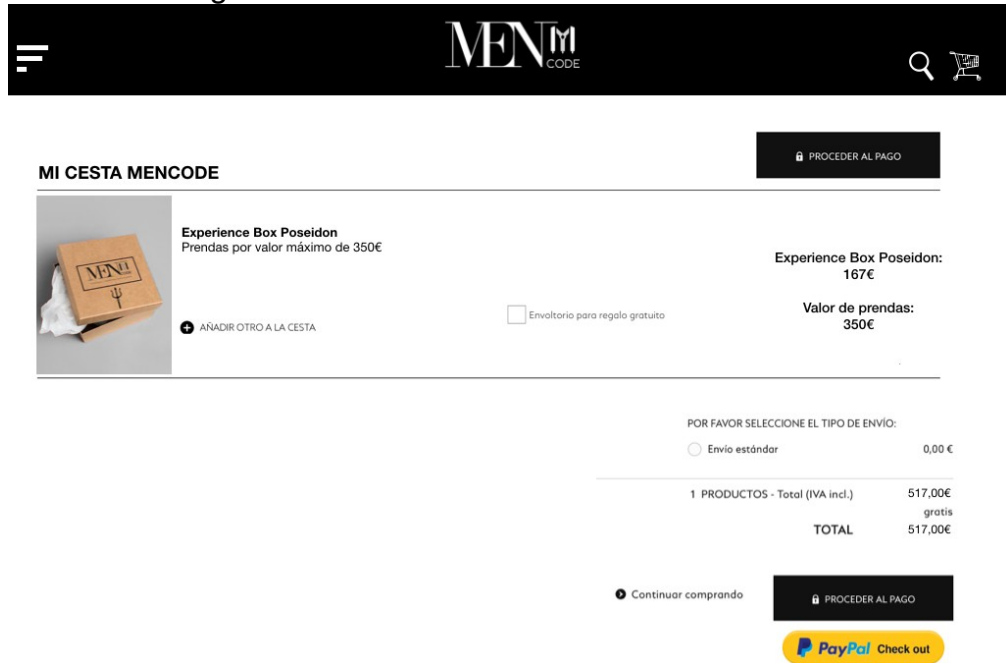 MEN
CODE
PROCEDER AL PAGO
MI CESTA MENCODE
Experience Box Poseidon
Prendas por valor máximo de 350€
MEN
Experience Box Poseidon:
167€
Valor de prendas:
350€
AÑADIR OTRO A LA CESTA
Envoltorio para regalo gratuito
POR FAVOR SELECCIONE EL TIPO DE ENVÍO:
Envío estándar 0,00 €
1 PRODUCTOS - Total (IVA incl.) 517,00€
gratis
TOTAL 517,00€
Continuar comprando
PROCEDER AL PAGO
PayPal Check out